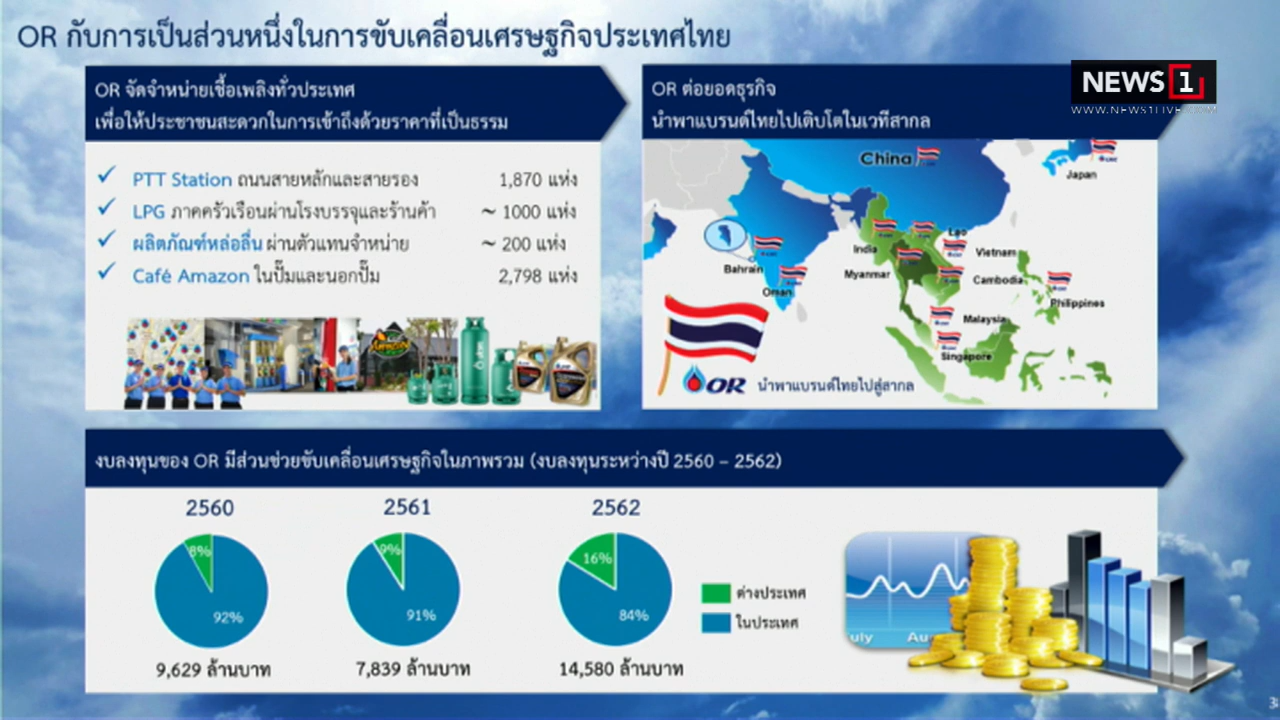 OR กับการเป็นส่วนหนึ่งในการขับเคลื่อนเศรษฐกิจประเทศไทย
NEWS 1
WWW.NEWS1LIVE.COM
OR จัดจำหน่ายเชื้อเพลิงทั่วประเทศ
เพื่อให้ประชาชนสะดวกในการเข้าถึงด้วยราคาที่เป็นธรรม
PTT Station ถนนสายหลักและสายรอง 1,870 แห่ง
LPG ภาคครัวเรือนผ่านโรงบรรจุและร้านค้า ~ 1000 แห่ง
ผลิตภัณฑ์หล่อลื่น ผ่านตัวแทนจำหน่าย ~ 200 แห่ง
Café Amazon ในปั๊มและนอกปั๊ม 2,798 แห่ง
OR ต่อยอดธุรกิจ
นำพาแบรนด์ไทยไปเติบโตในเวทีสากล
China
Japan
Lao
India
Vietnam
Bahrain
Myanmar
Cambodia
Oman
Philippines
Malaysia
Singapore
OR นำพาแบรนด์ไทยไปสู่สากล
งบลงทุนของ OR มีส่วนช่วยขับเคลื่อนเศรษฐกิจในภาพรวม (งบลงทุนระหว่างปี 2560 – 2562)
2560 2561 2562
8% 9% 16%
92% 91% 84%
ต่างประเทศ
ในประเทศ
9,629 ล้านบาท 7,839 ล้านบาท 14,580 ล้านบาท
uly Au
3